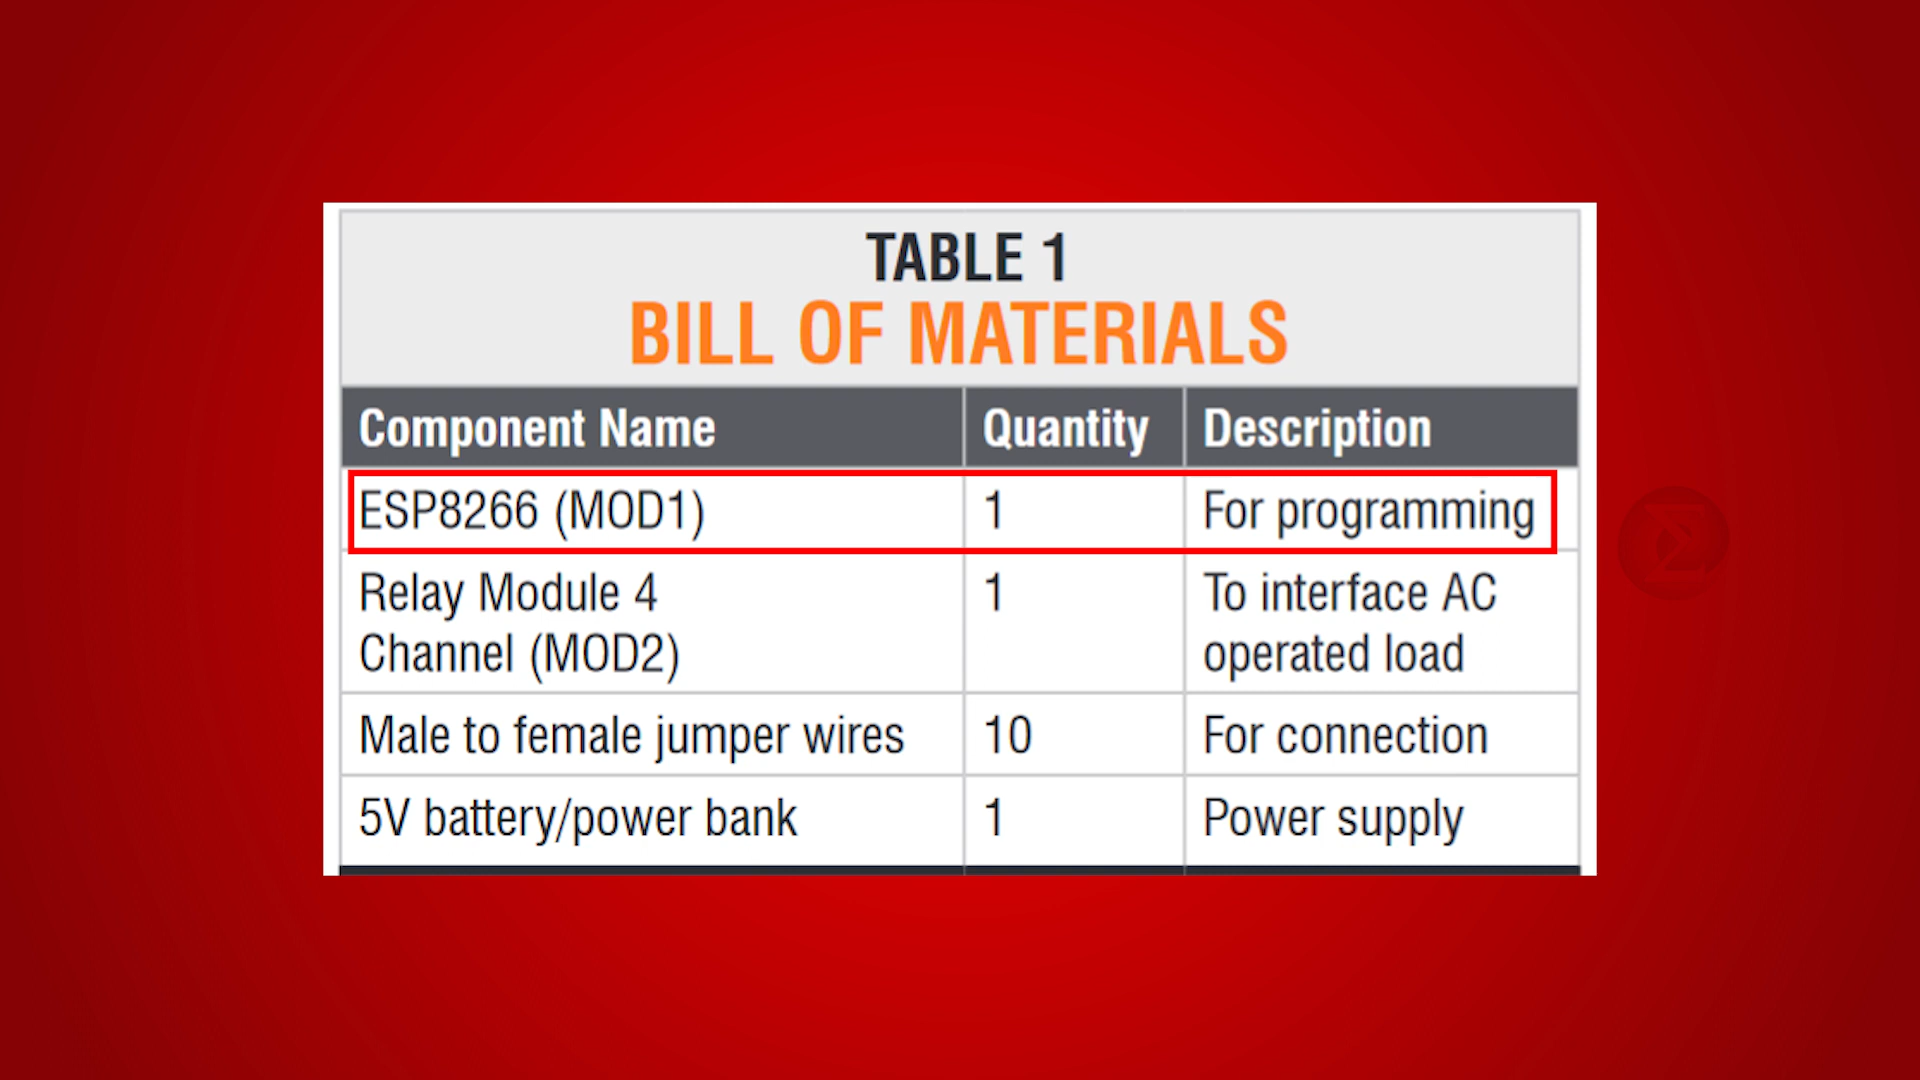 TABLE 1
BILL OF MATERIALS
Component Name Quantity Description
ESP8266 (MOD1) 1 For programming
Relay Module 4 1 To interface AC
Channel (MOD2) operated load
Male to female jumper wires 10 For connection
5V battery/power bank 1 Power supply